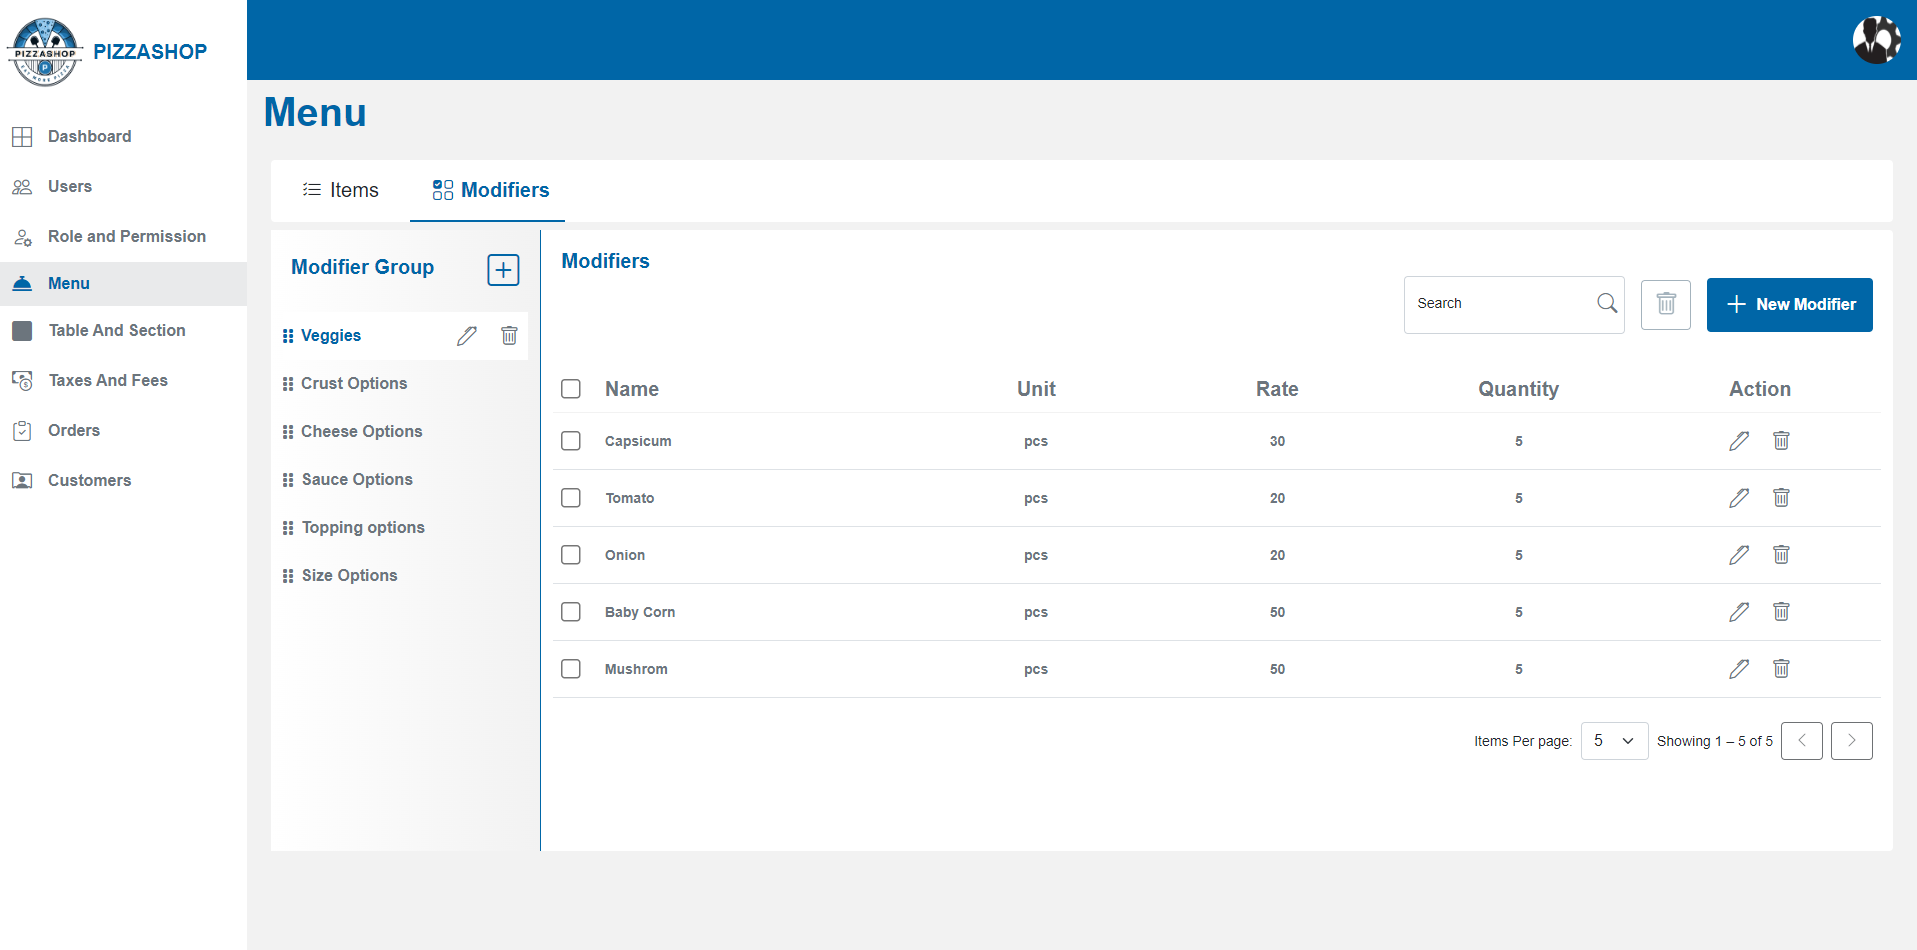 PIZZASHOP
EAT MORE PIZZA
P
PIZZASHOP
Dashboard
Users
Role and Permission
Menu
Table And Section
Taxes And Fees
Orders
Customers
Menu
Items
Modifiers
Modifier Group
Veggies
Crust Options
Cheese Options
Sauce Options
Topping options
Size Options
Modifiers
Search
New Modifier
Name Unit Rate Quantity Action
Capsicum pcs 30 5
Tomato pcs 20 5
Onion pcs 20 5
Baby Corn pcs 50 5
Mushrom pcs 50 5
Items Per page: 5 Showing 1 – 5 of 5